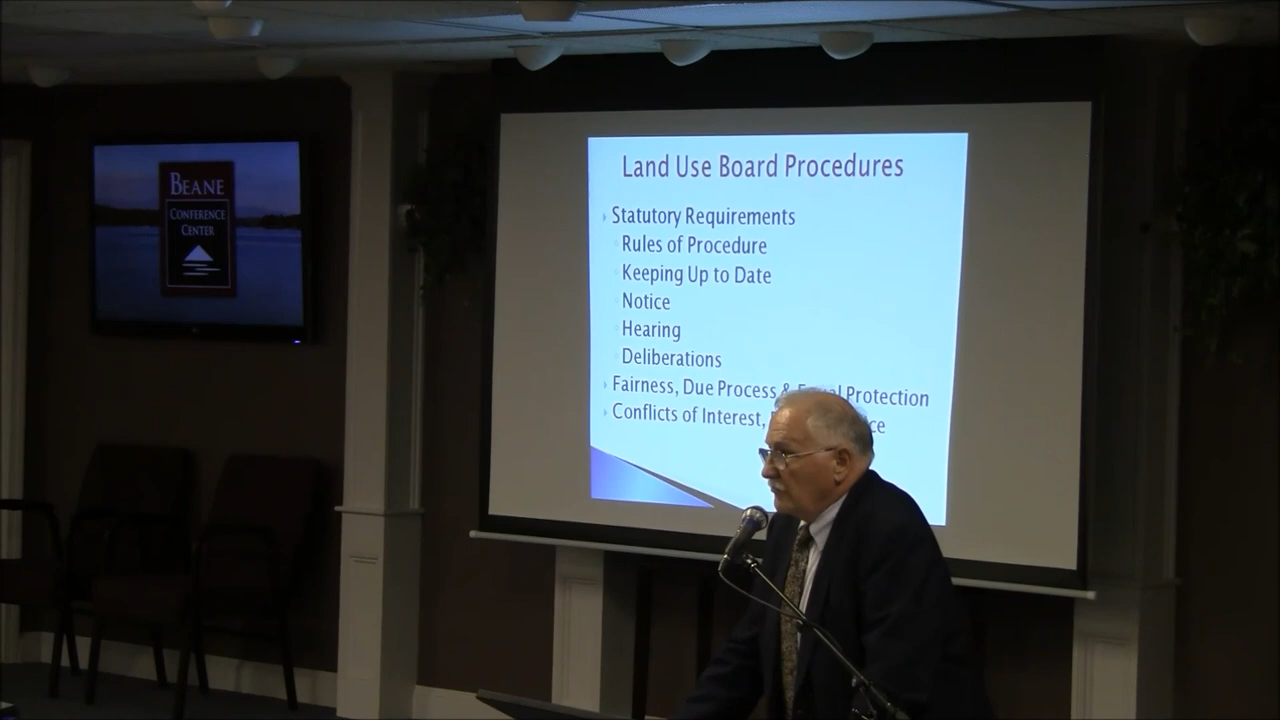 BEANE
CONFERENCE
CENTER
Land Use Board Procedures
Statutory Requirements
Rules of Procedure
Keeping Up to Date
Notice
Hearing
Deliberations
Fairness, Due Process & Equal Protection
Conflicts of Interest,